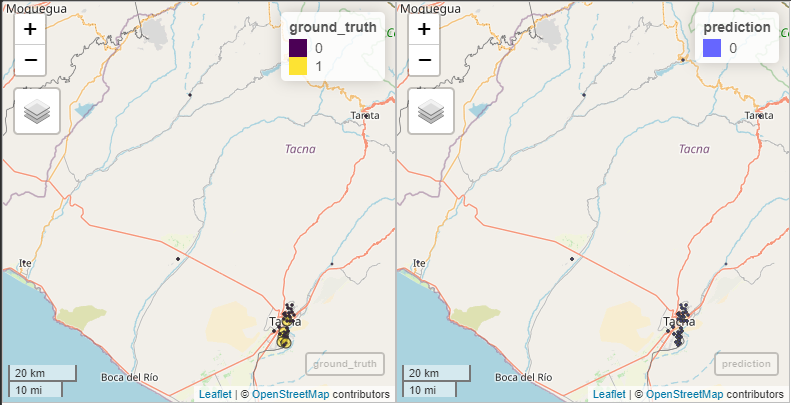 Moquegua
+
−
ground_truth
0
1
Tarata
Tacna
Ite
Tacna
20 km
10 mi
Boca del Río
ground_truth
Leaflet | © OpenStreetMap contributors
Moquegua
+
−
prediction
0
Tarata
Tacna
Ite
Tacna
20 km
10 mi
Boca del Río
prediction
Leaflet | © OpenStreetMap contributors